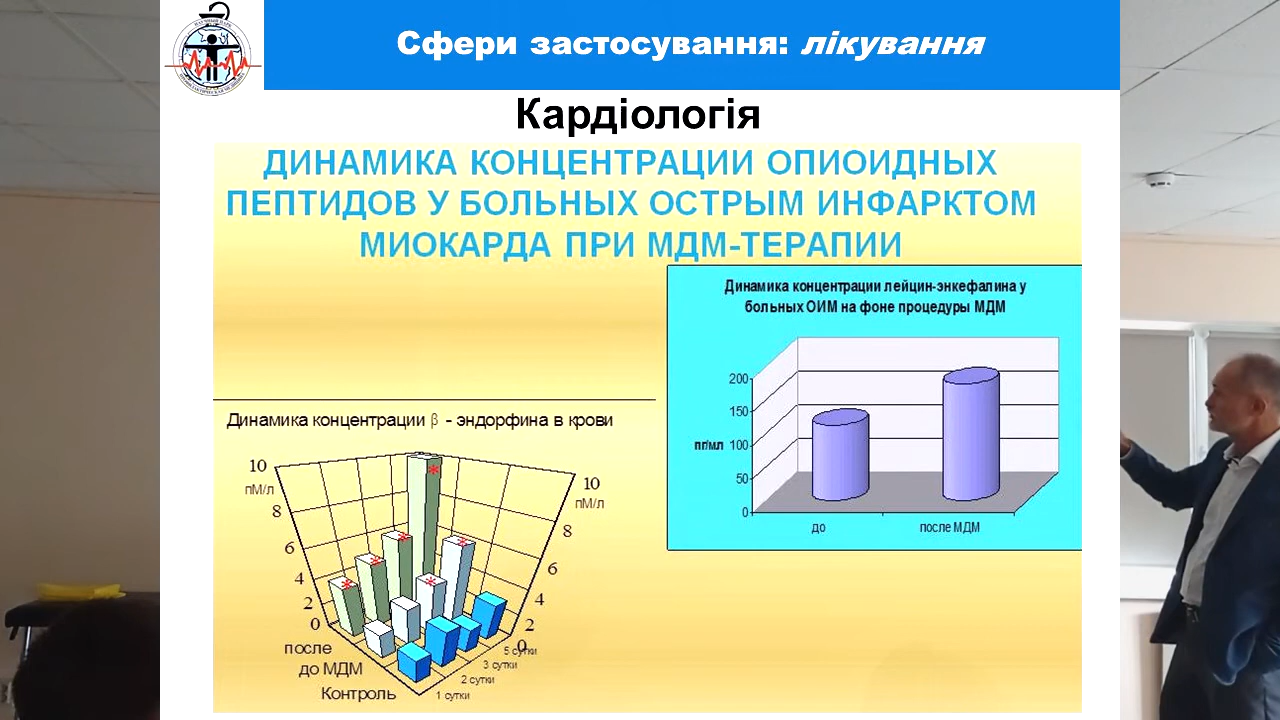 Сфери застосування: лікування
Кардіологія
ДИНАМИКА КОНЦЕНТРАЦИИ ОПИОИДНЫХ
ПЕПТИДОВ У БОЛЬНЫХ ОСТРЫМ ИНФАРКТОМ
МИОКАРДА ПРИ МДМ-ТЕРАПИИ
Динамика концентрации лейцин-энкефалина у
больных ОИМ на фоне процедуры МДМ
200
150
пг/мл 100
50
0
до
после МДМ
Динамика концентрации β - эндорфина в крови
10
пМ/л
8
6
4
2
0
10
пМ/л
8
6
4
2
0
после
до МДМ
Контроль
5 сутки
3 сутки
2 сутки
1 сутки